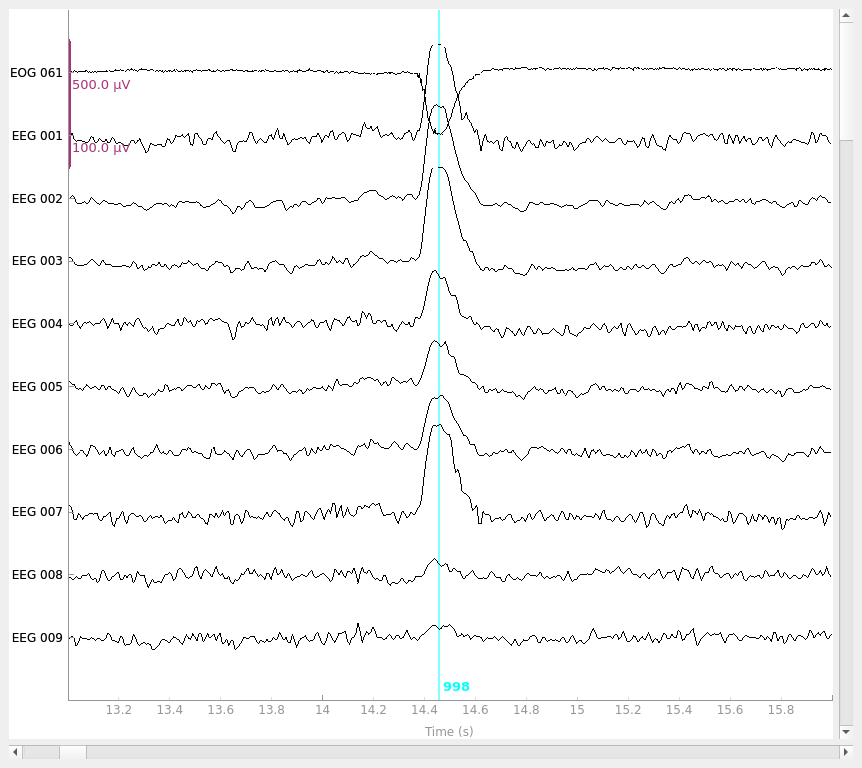 EOG 061
500.0 µV
EEG 001
100.0 µV
EEG 002
EEG 003
EEG 004
EEG 005
EEG 006
EEG 007
EEG 008
EEG 009
998
13.2 13.4 13.6 13.8 14 14.2 14.4 14.6 14.8 15 15.2 15.4 15.6 15.8
Time (s)